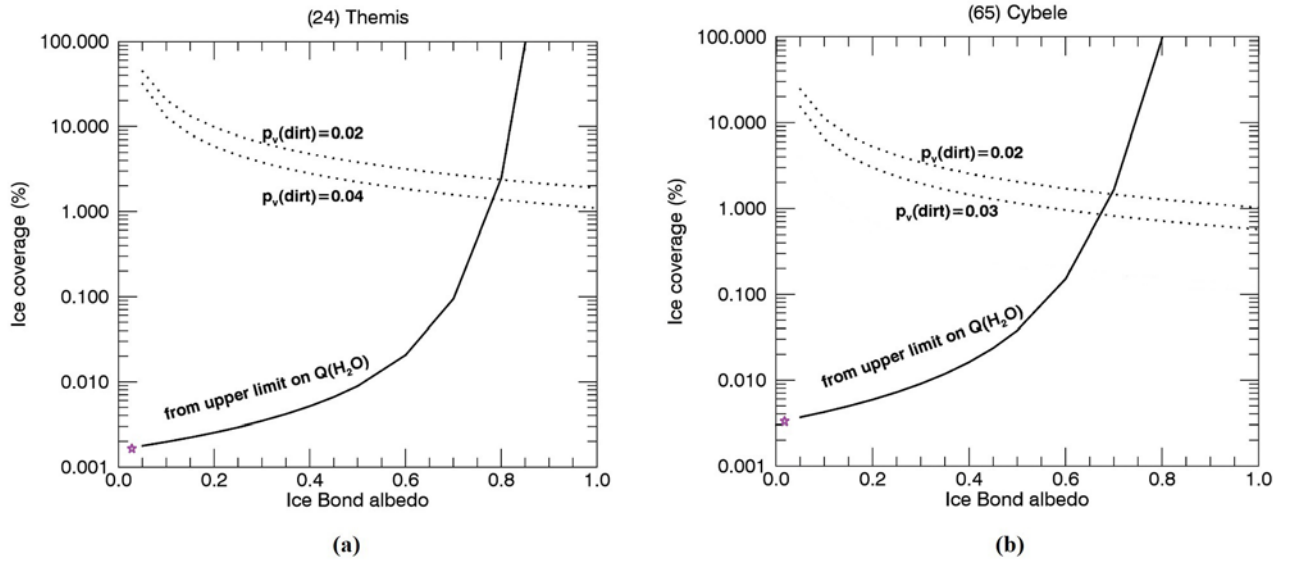 (24) Themis
100.000
10.000
1.000
0.100
0.010
0.001
Ice coverage (%)
pᵥ(dirt)=0.02
pᵥ(dirt)=0.04
from upper limit on Q(H₂O)
0.0 0.2 0.4 0.6 0.8 1.0
Ice Bond albedo
(a)
(65) Cybele
100.000
10.000
1.000
0.100
0.010
0.001
Ice coverage (%)
pᵥ(dirt)=0.02
pᵥ(dirt)=0.03
from upper limit on Q(H₂O)
0.0 0.2 0.4 0.6 0.8 1.0
Ice Bond albedo
(b)